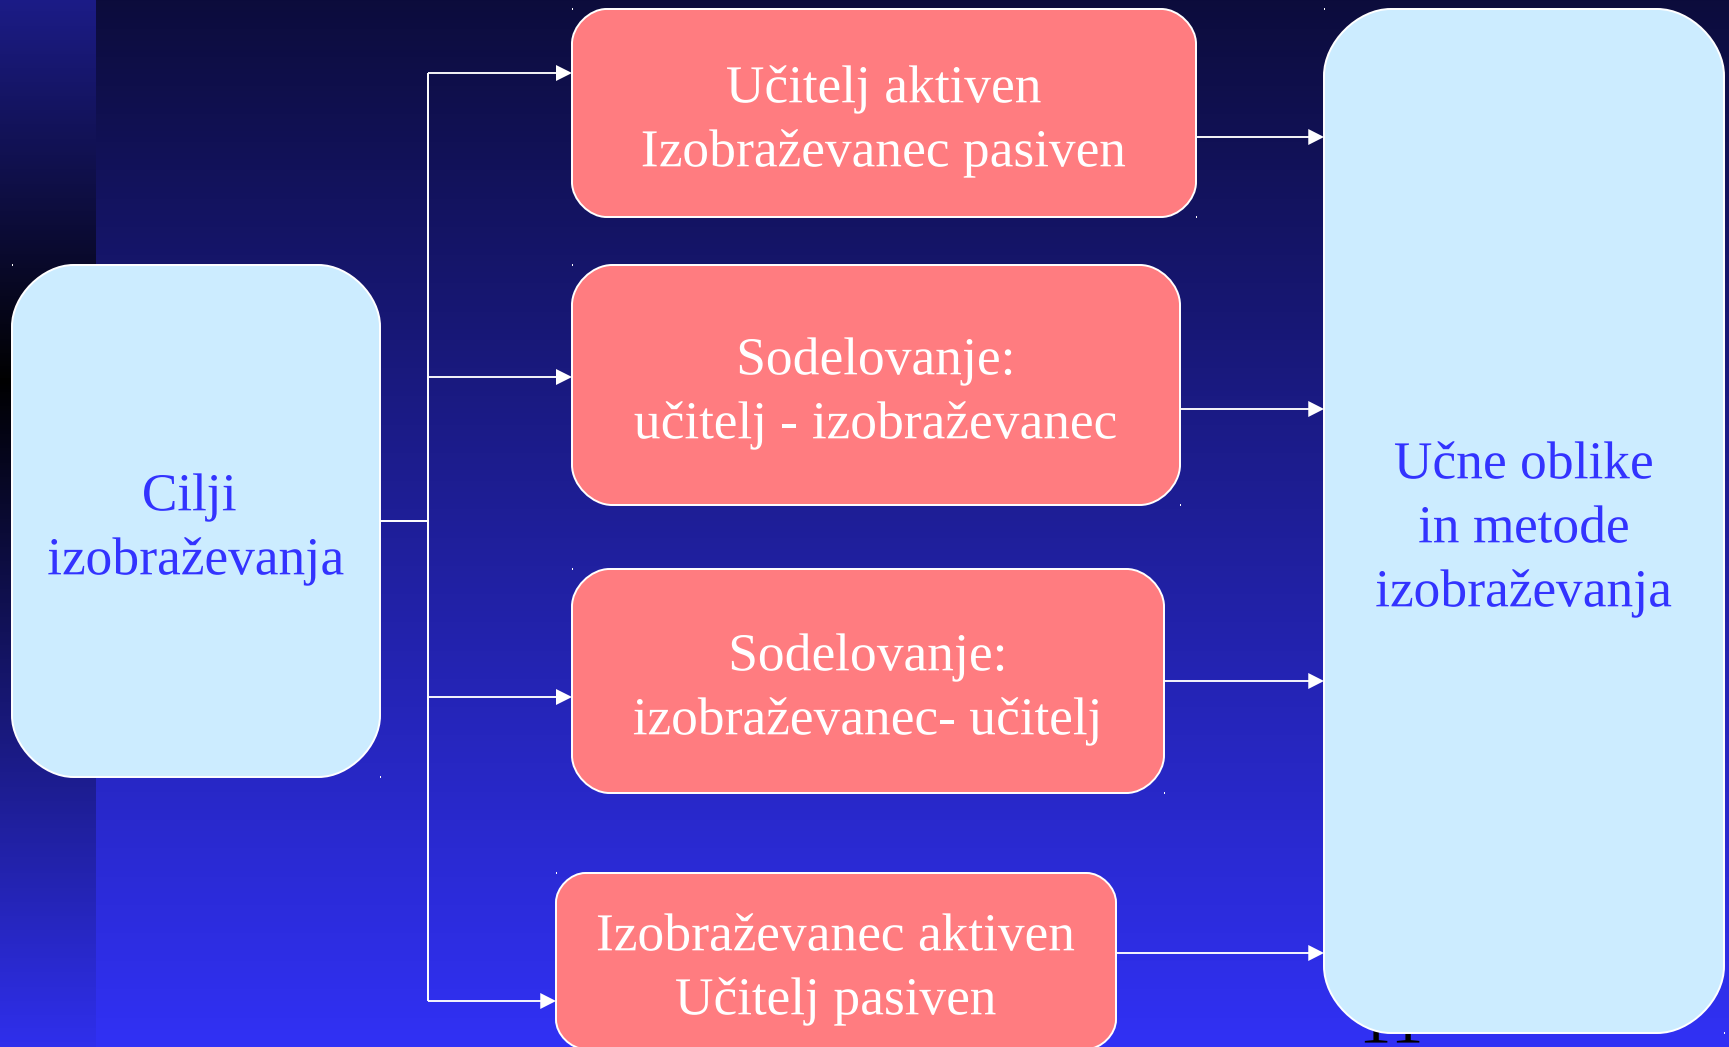 Učitelj aktiven
Izobraževanec pasiven
Sodelovanje:
učitelj - izobraževanec
Cilji
izobraževanja
Učne oblike
in metode
izobraževanja
Sodelovanje:
izobraževanec- učitelj
Izobraževanec aktiven
Učitelj pasiven